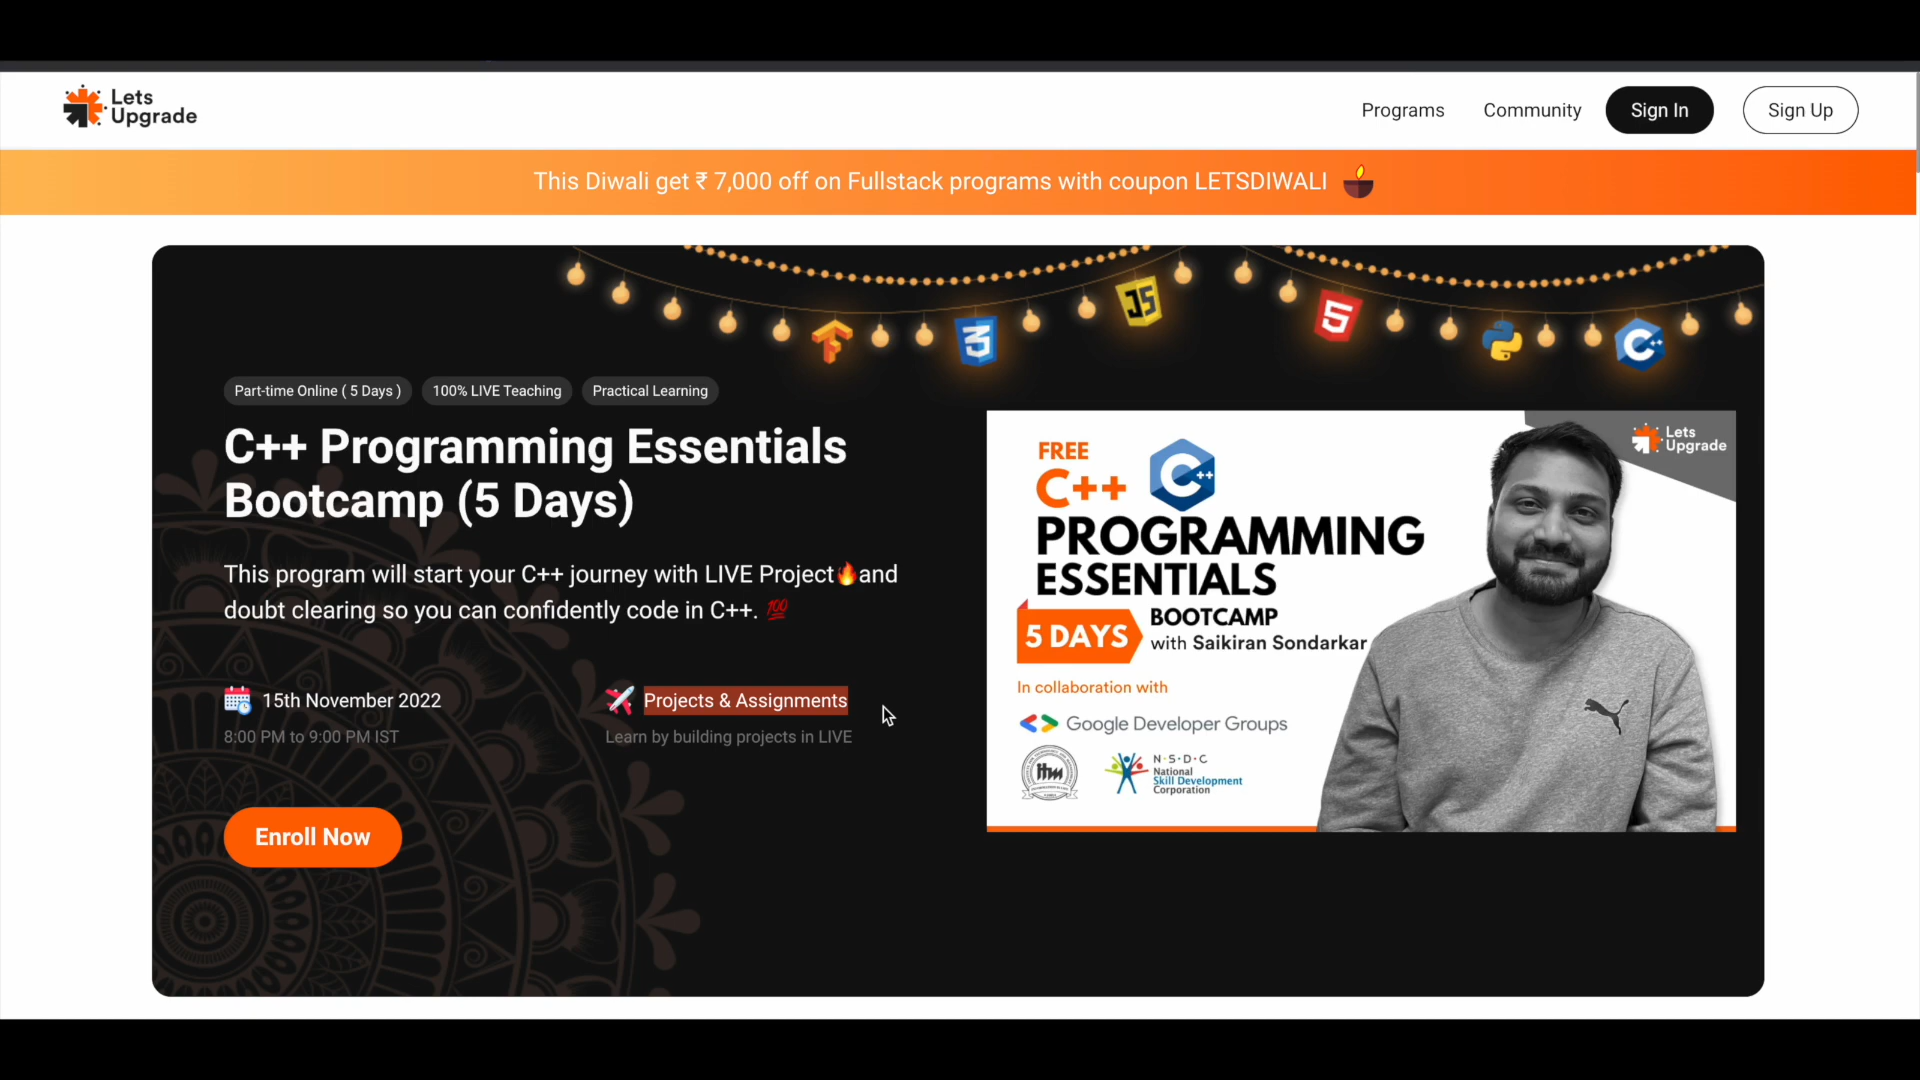 Lets
Upgrade
Programs
Community
Sign In
Sign Up
This Diwali get ₹ 7,000 off on Fullstack programs with coupon LETSDIWALI
JS
3
5
C++
Part-time Online ( 5 Days )
100% LIVE Teaching
Practical Learning
C++ Programming Essentials
Bootcamp (5 Days)
This program will start your C++ journey with LIVE Project🔥and
doubt clearing so you can confidently code in C++. 💯
15th November 2022
8:00 PM to 9:00 PM IST
Projects & Assignments
Learn by building projects in LIVE
Enroll Now
Lets
Upgrade
FREE
C++
C++
PROGRAMMING
ESSENTIALS
5 DAYS
BOOTCAMP
with Saikiran Sondarkar
In collaboration with
Google Developer Groups
itm
N·S·D·C
National
Skill Development
Corporation